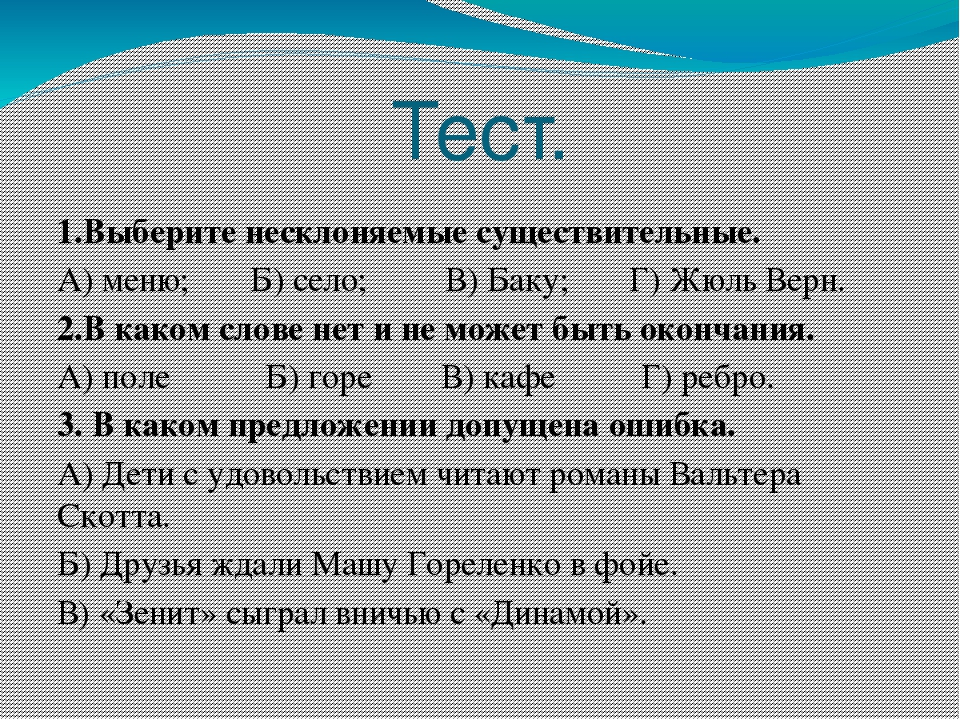 Тест.
1.Выберите несклоняемые существительные.
А) меню; Б) село; В) Баку; Г) Жюль Верн.
2.В каком слове нет и не может быть окончания.
А) поле Б) горе В) кафе Г) ребро.
3. В каком предложении допущена ошибка.
А) Дети с удовольствием читают романы Вальтера
Скотта.
Б) Друзья ждали Машу Гореленко в фойе.
В) «Зенит» сыграл вничью с «Динамой».